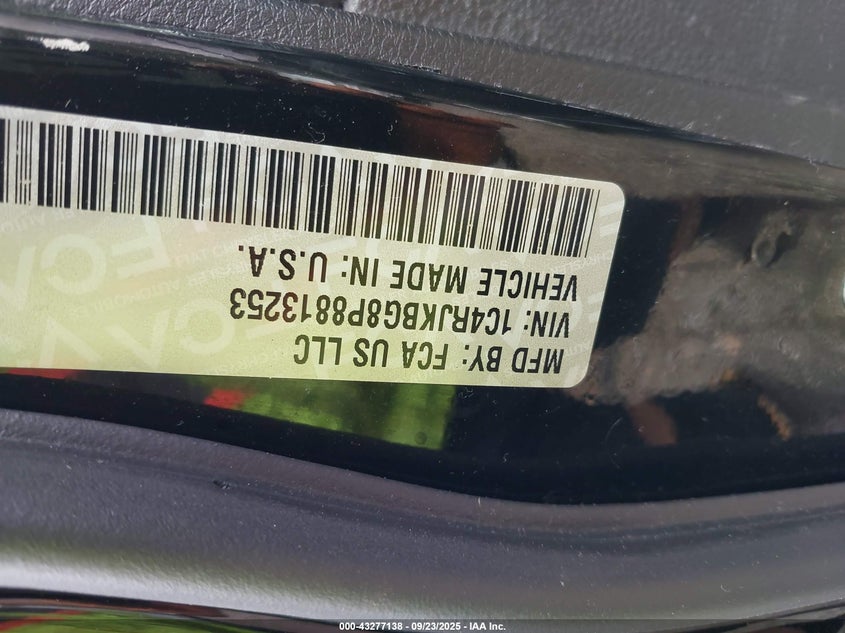 MFD BY: FCA US LLC
VIN: 1C4RJKBG8P8813253
VEHICLE MADE IN: U.S.A.
000-43277138 - 09/23/2025 - IAA Inc.